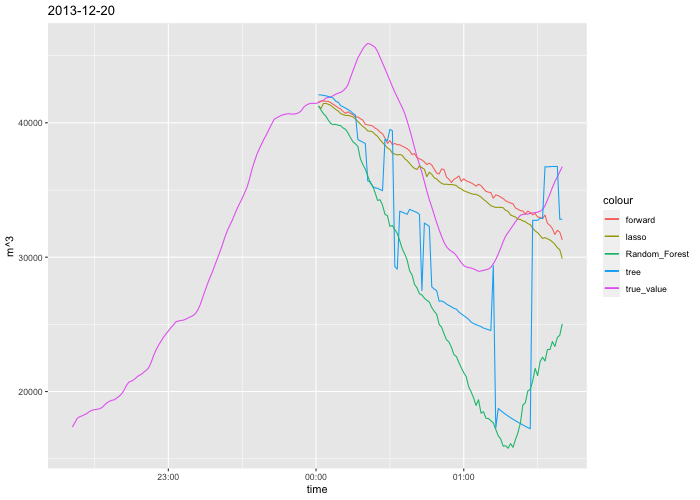 2013-12-20
m^3
40000
30000
20000
23:00
00:00
01:00
time
colour
forward
lasso
Random_Forest
tree
true_value